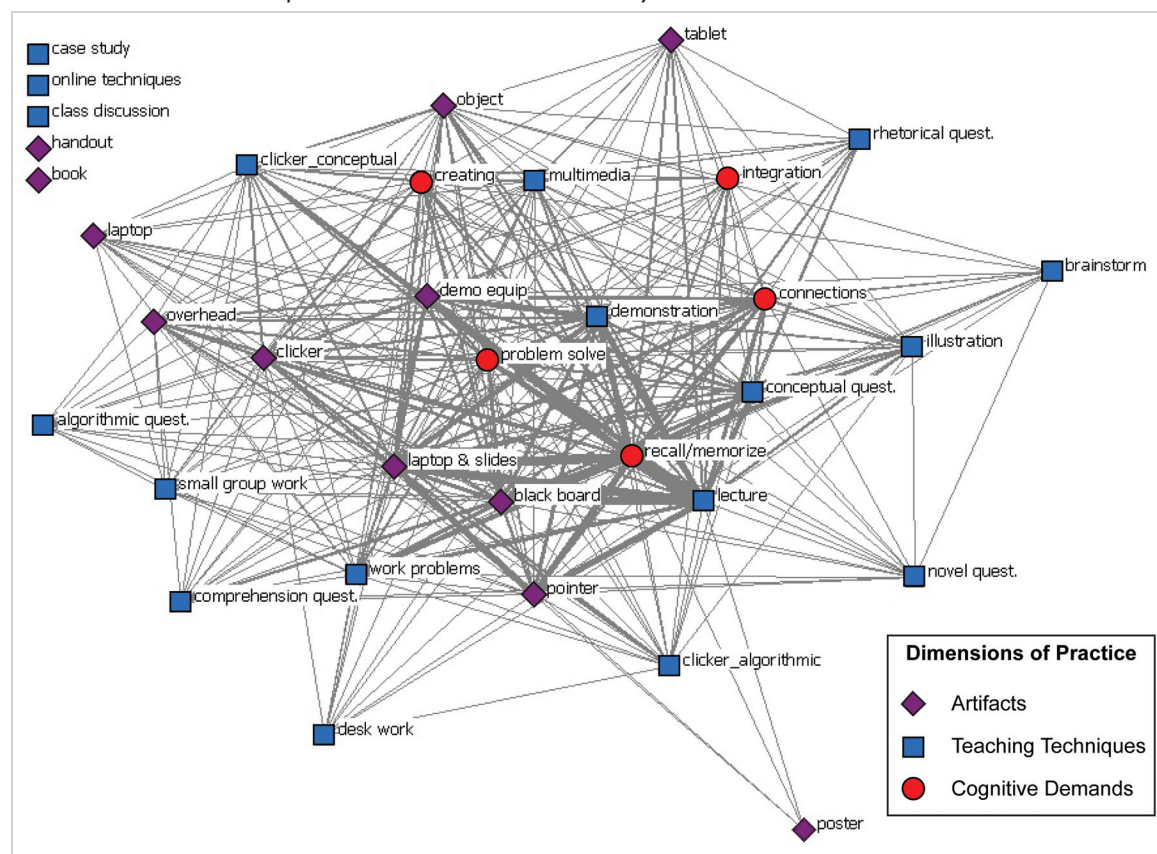 tablet
case study
online techniques
class discussion
handout
book
object
rhetorical quest.
clicker_conceptual
creating
multimedia
integration
laptop
brainstorm
demo equip
connections
overhead
demonstration
illustration
clicker
problem solve
conceptual quest.
algorithmic quest.
recall/memorize
laptop & slides
small group work
black board
lecture
work problems
novel quest.
pointer
comprehension quest.
clicker_algorithmic
desk work
poster
Dimensions of Practice
Artifacts
Teaching Techniques
Cognitive Demands